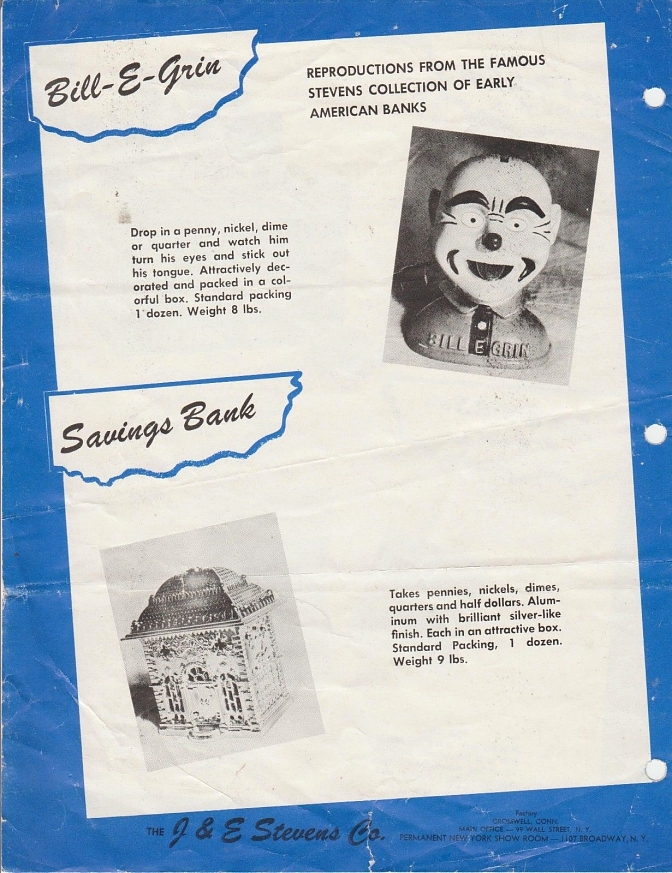 Bill-E-Grin
REPRODUCTIONS FROM THE FAMOUS
STEVENS COLLECTION OF EARLY
AMERICAN BANKS
Drop in a penny, nickel, dime
or quarter and watch him
turn his eyes and stick out
his tongue. Attractively dec-
orated and packed in a col-
orful box. Standard packing
1 dozen. Weight 8 lbs.
BILL E GRIN
Savings Bank
Takes pennies, nickels, dimes,
quarters and half dollars. Alum-
inum with brilliant silver-like
finish. Each in an attractive box.
Standard Packing, 1 dozen.
Weight 9 lbs.
THE J & E Stevens Co.
Factory
CROMWELL, CONN.
MAIN OFFICE — 99 WALL STREET, N. Y.
PERMANENT NEW YORK SHOW ROOM — 1107 BROADWAY, N. Y.